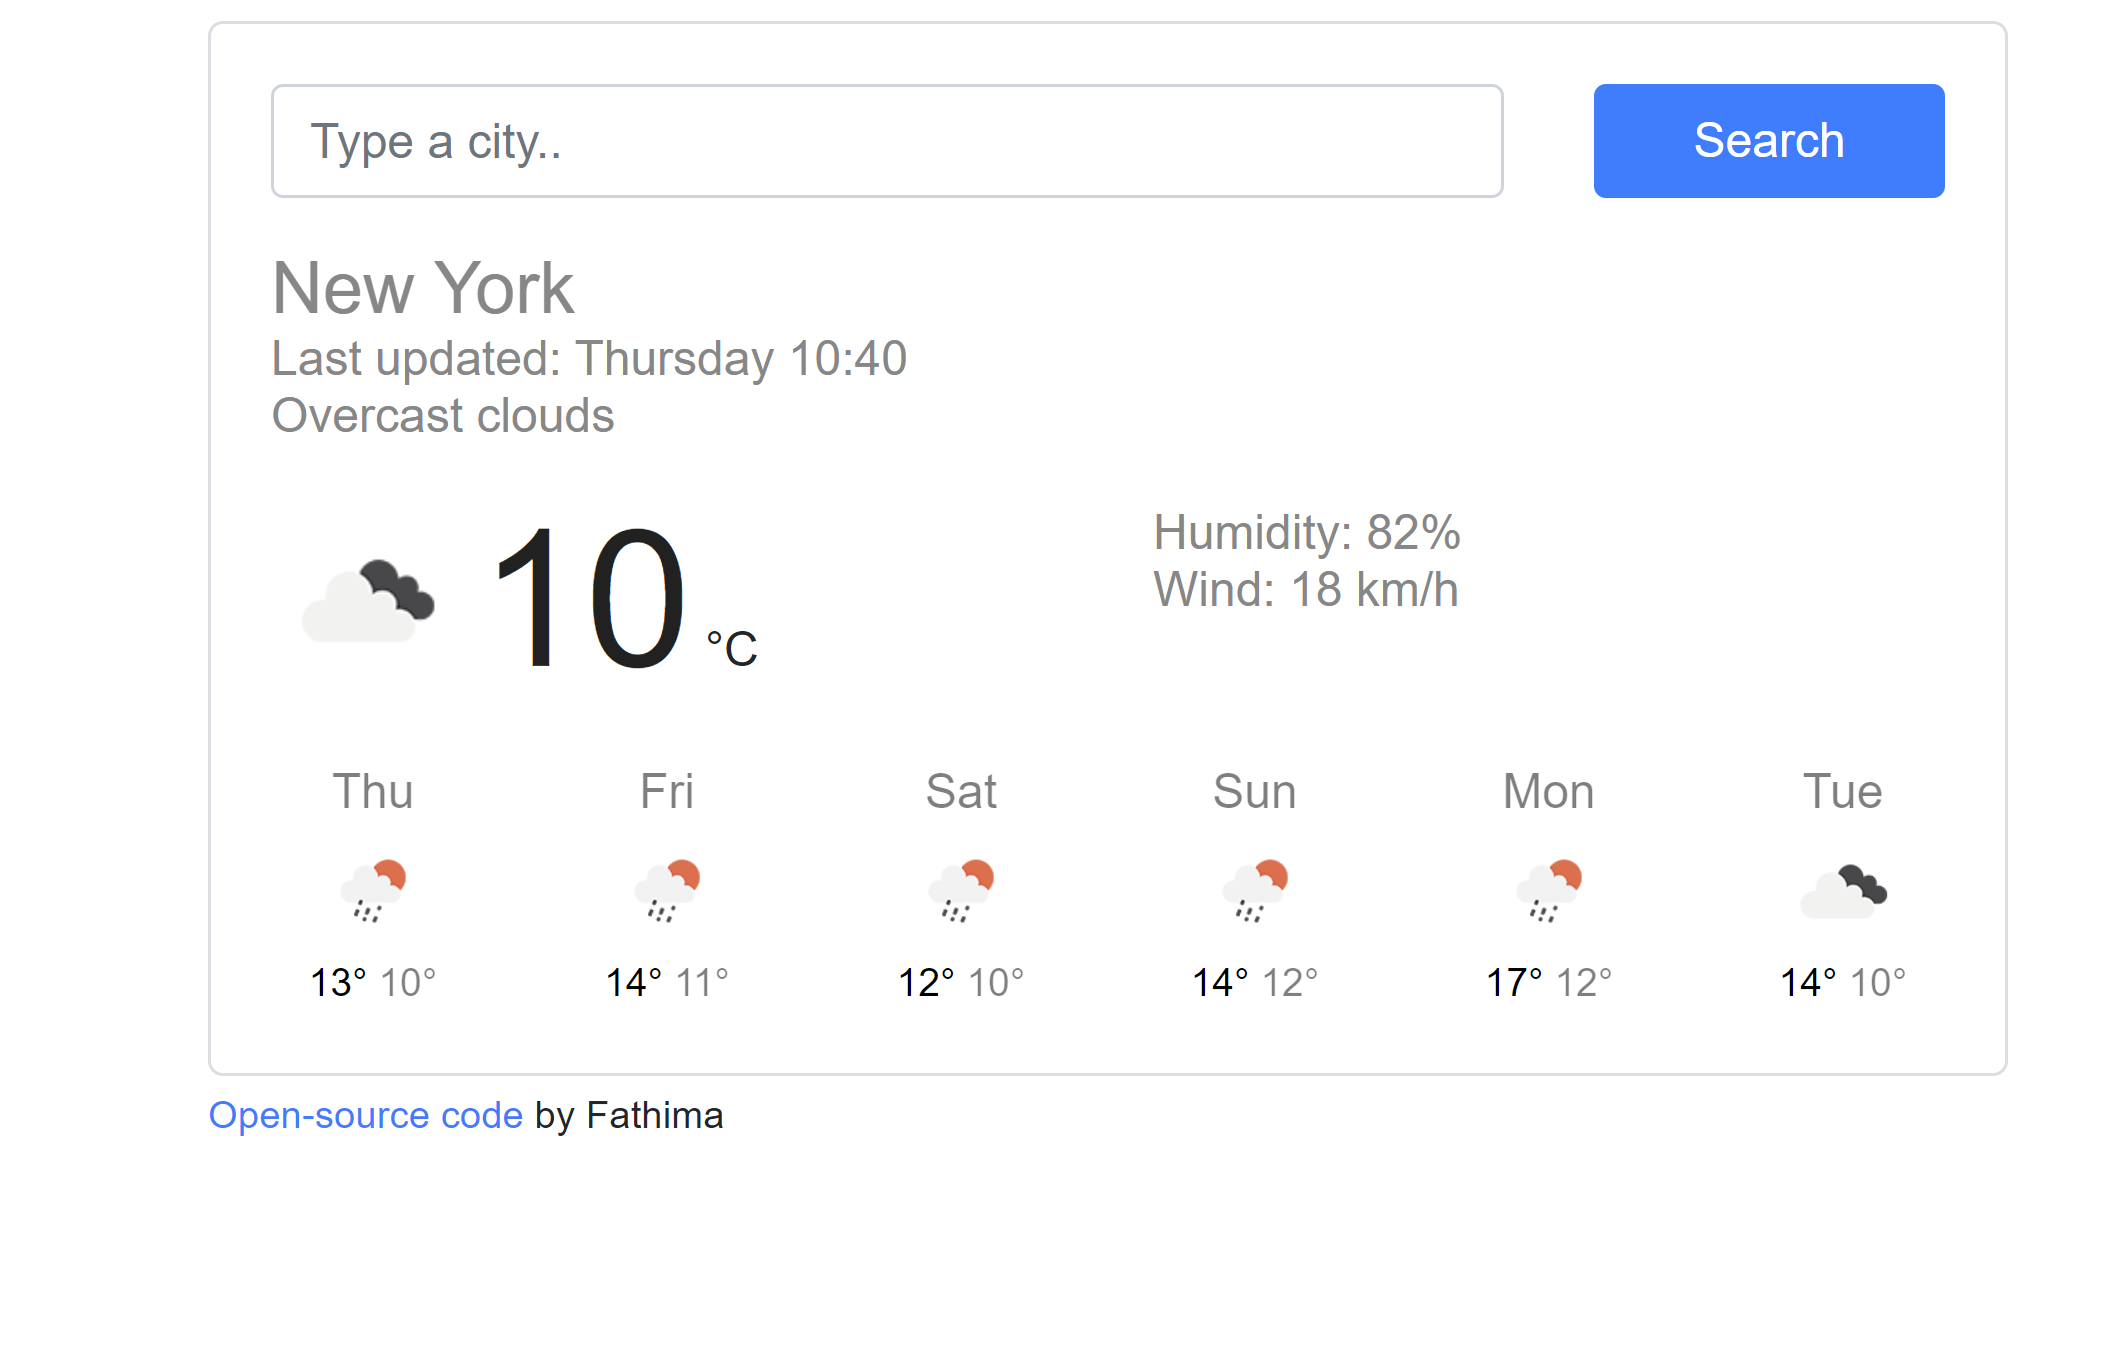 Type a city..
Search
New York
Last updated: Thursday 10:40
Overcast clouds
10 °C
Humidity: 82%
Wind: 18 km/h
Thu Fri Sat Sun Mon Tue
13° 10° 14° 11° 12° 10° 14° 12° 17° 12° 14° 10°
Open-source code by Fathima